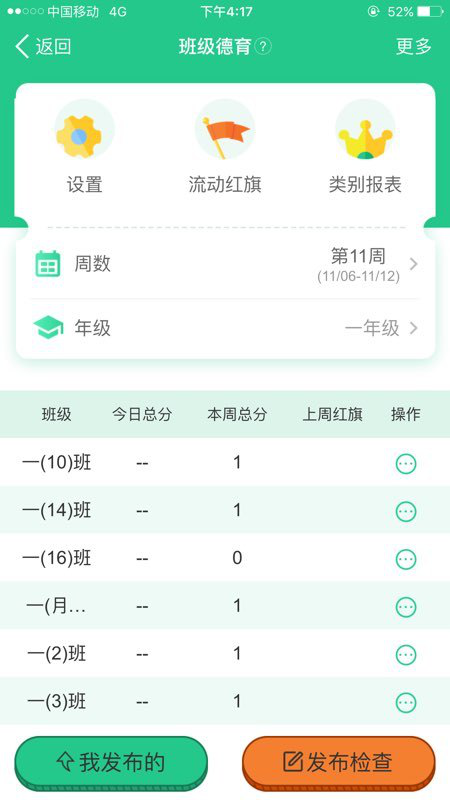 中国移动 4G 下午4:17 52%
返回 班级德育? 更多
设置 流动红旗 类别报表
周数 第11周
(11/06-11/12)
年级 一年级
班级 今日总分 本周总分 上周红旗 操作
一(10)班 -- 1
一(14)班 -- 1
一(16)班 -- 0
一(月... -- 1
一(2)班 -- 1
一(3)班 -- 1
我发布的 发布检查